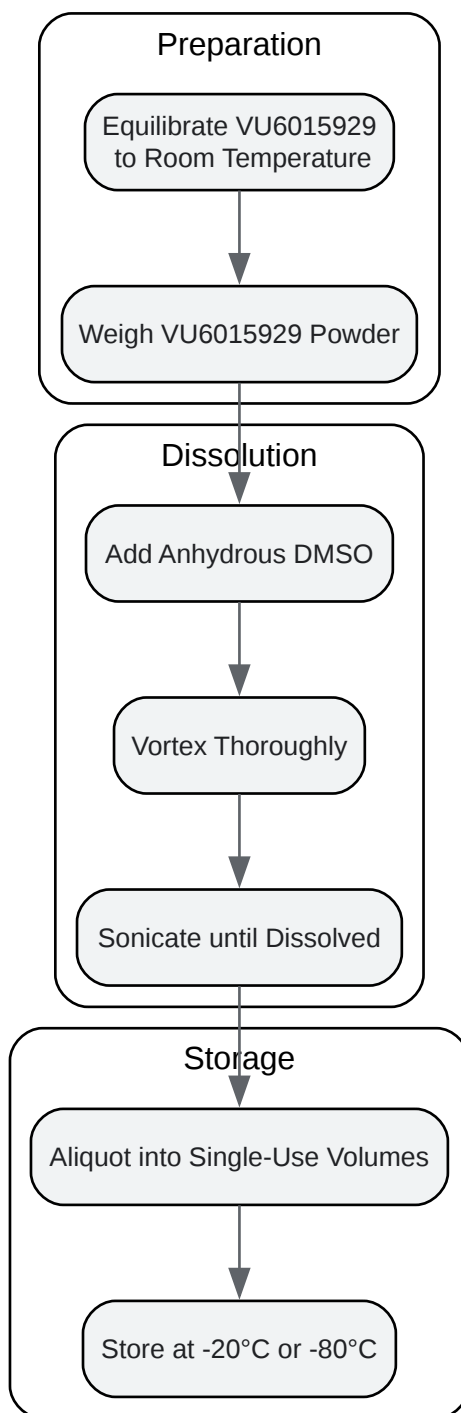 Preparation
Equilibrate VU6015929
to Room Temperature
Weigh VU6015929 Powder
Dissolution
Add Anhydrous DMSO
Vortex Thoroughly
Sonicate until Dissolved
Storage
Aliquot into Single-Use Volumes
Store at -20°C or -80°C